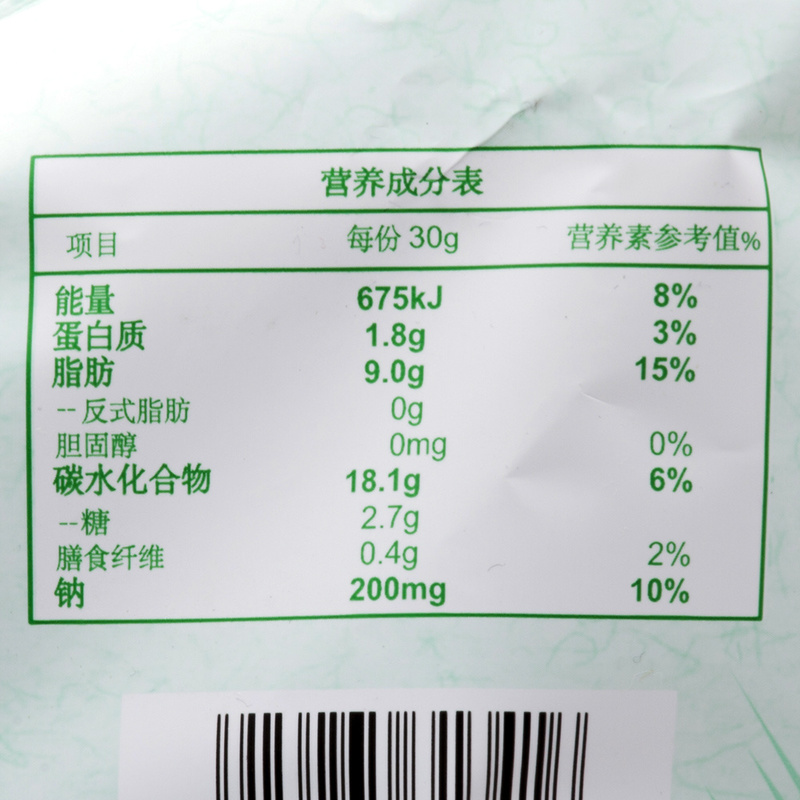 营养成分表
项目 每份 30g 营养素参考值%
能量 675kJ 8%
蛋白质 1.8g 3%
脂肪 9.0g 15%
--反式脂肪 0g
胆固醇 0mg 0%
碳水化合物 18.1g 6%
--糖 2.7g
膳食纤维 0.4g 2%
钠 200mg 10%